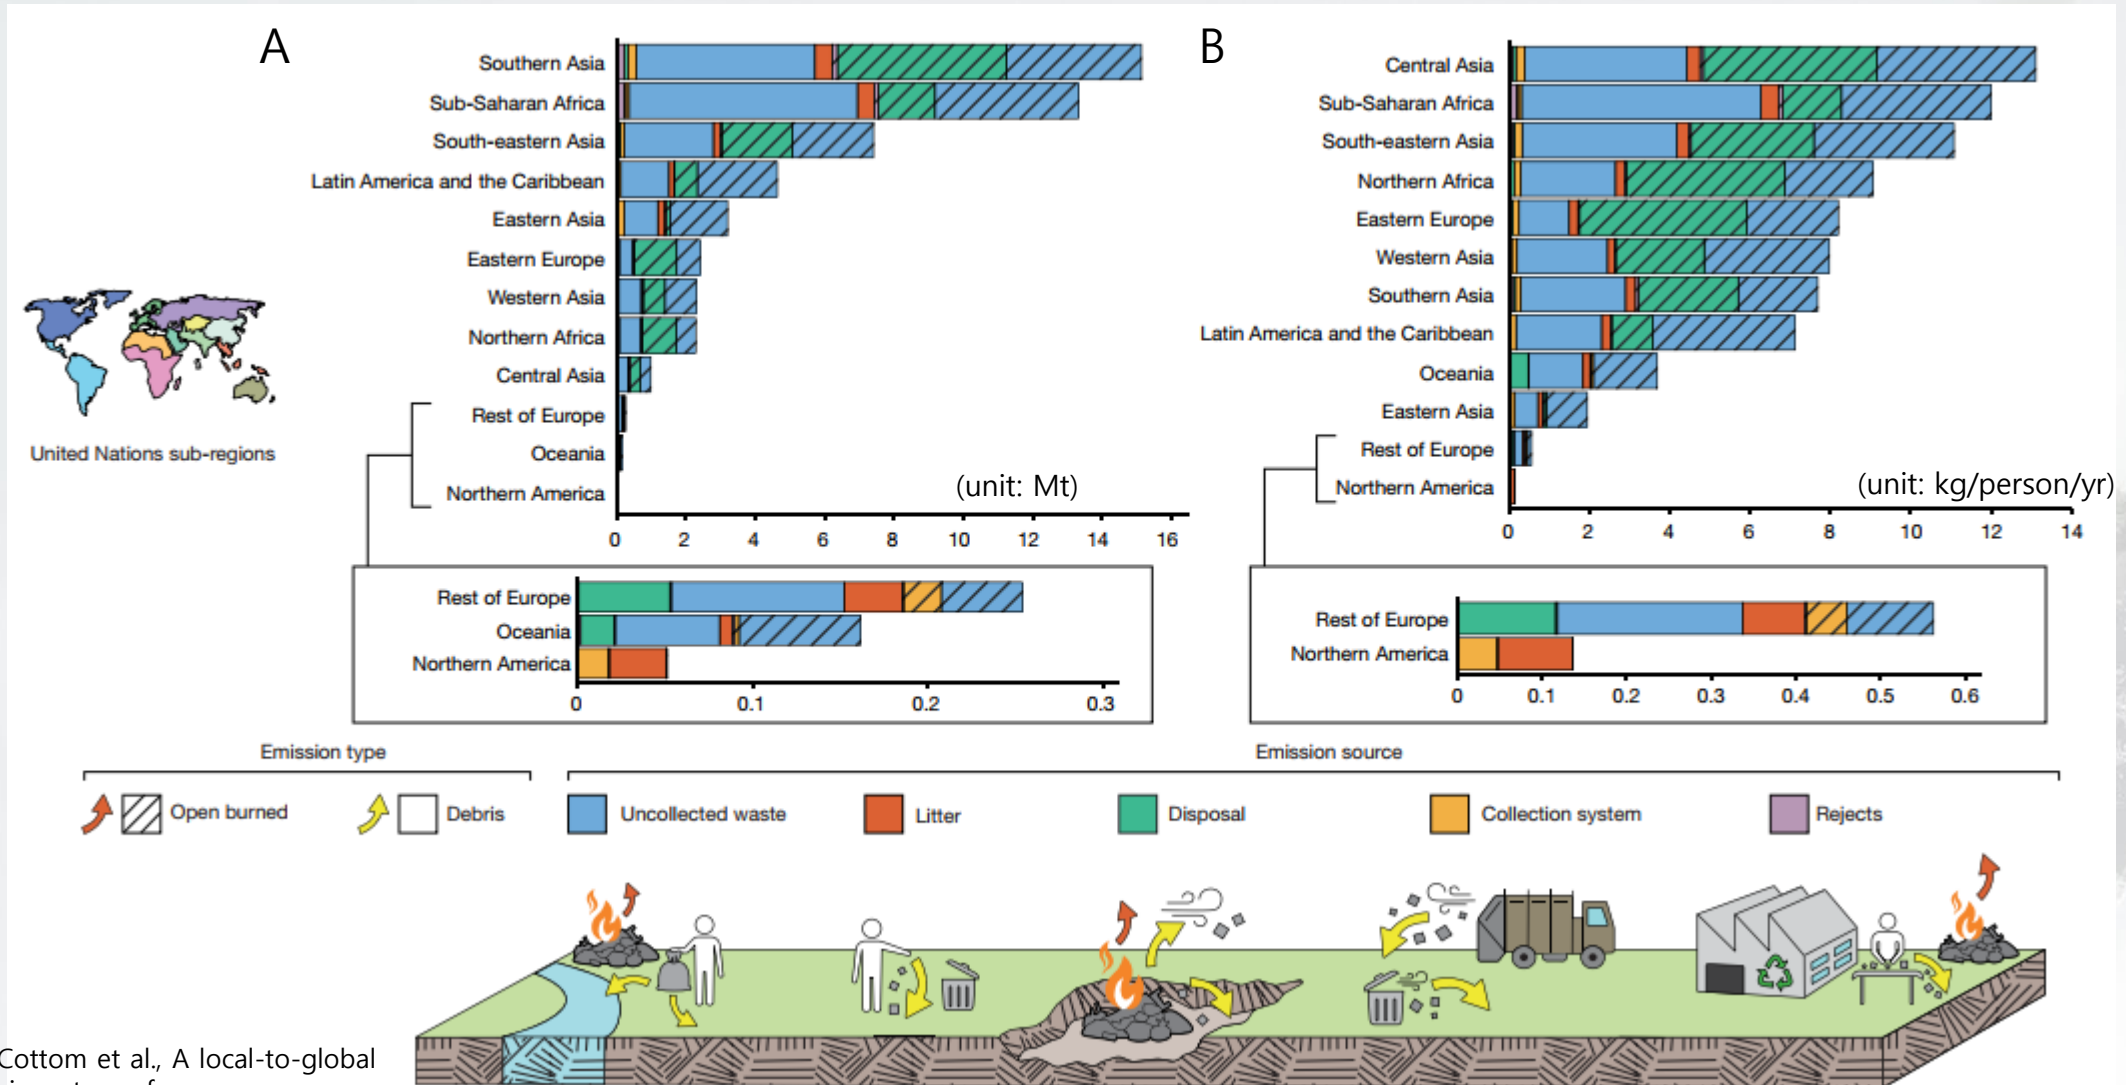 A
Southern Asia
Sub-Saharan Africa
South-eastern Asia
Latin America and the Caribbean
Eastern Asia
Eastern Europe
Western Asia
Northern Africa
Central Asia
Rest of Europe
Oceania
Northern America
(unit: Mt)
0 2 4 6 8 10 12 14 16
Rest of Europe
Oceania
Northern America
0 0.1 0.2 0.3
United Nations sub-regions
B
Central Asia
Sub-Saharan Africa
South-eastern Asia
Northern Africa
Eastern Europe
Western Asia
Southern Asia
Latin America and the Caribbean
Oceania
Eastern Asia
Rest of Europe
Northern America
(unit: kg/person/yr)
0 2 4 6 8 10 12 14
Rest of Europe
Northern America
0 0.1 0.2 0.3 0.4 0.5 0.6
Emission type
Open burned Debris
Emission source
Uncollected waste Litter Disposal Collection system Rejects
Cottom et al., A local-to-global